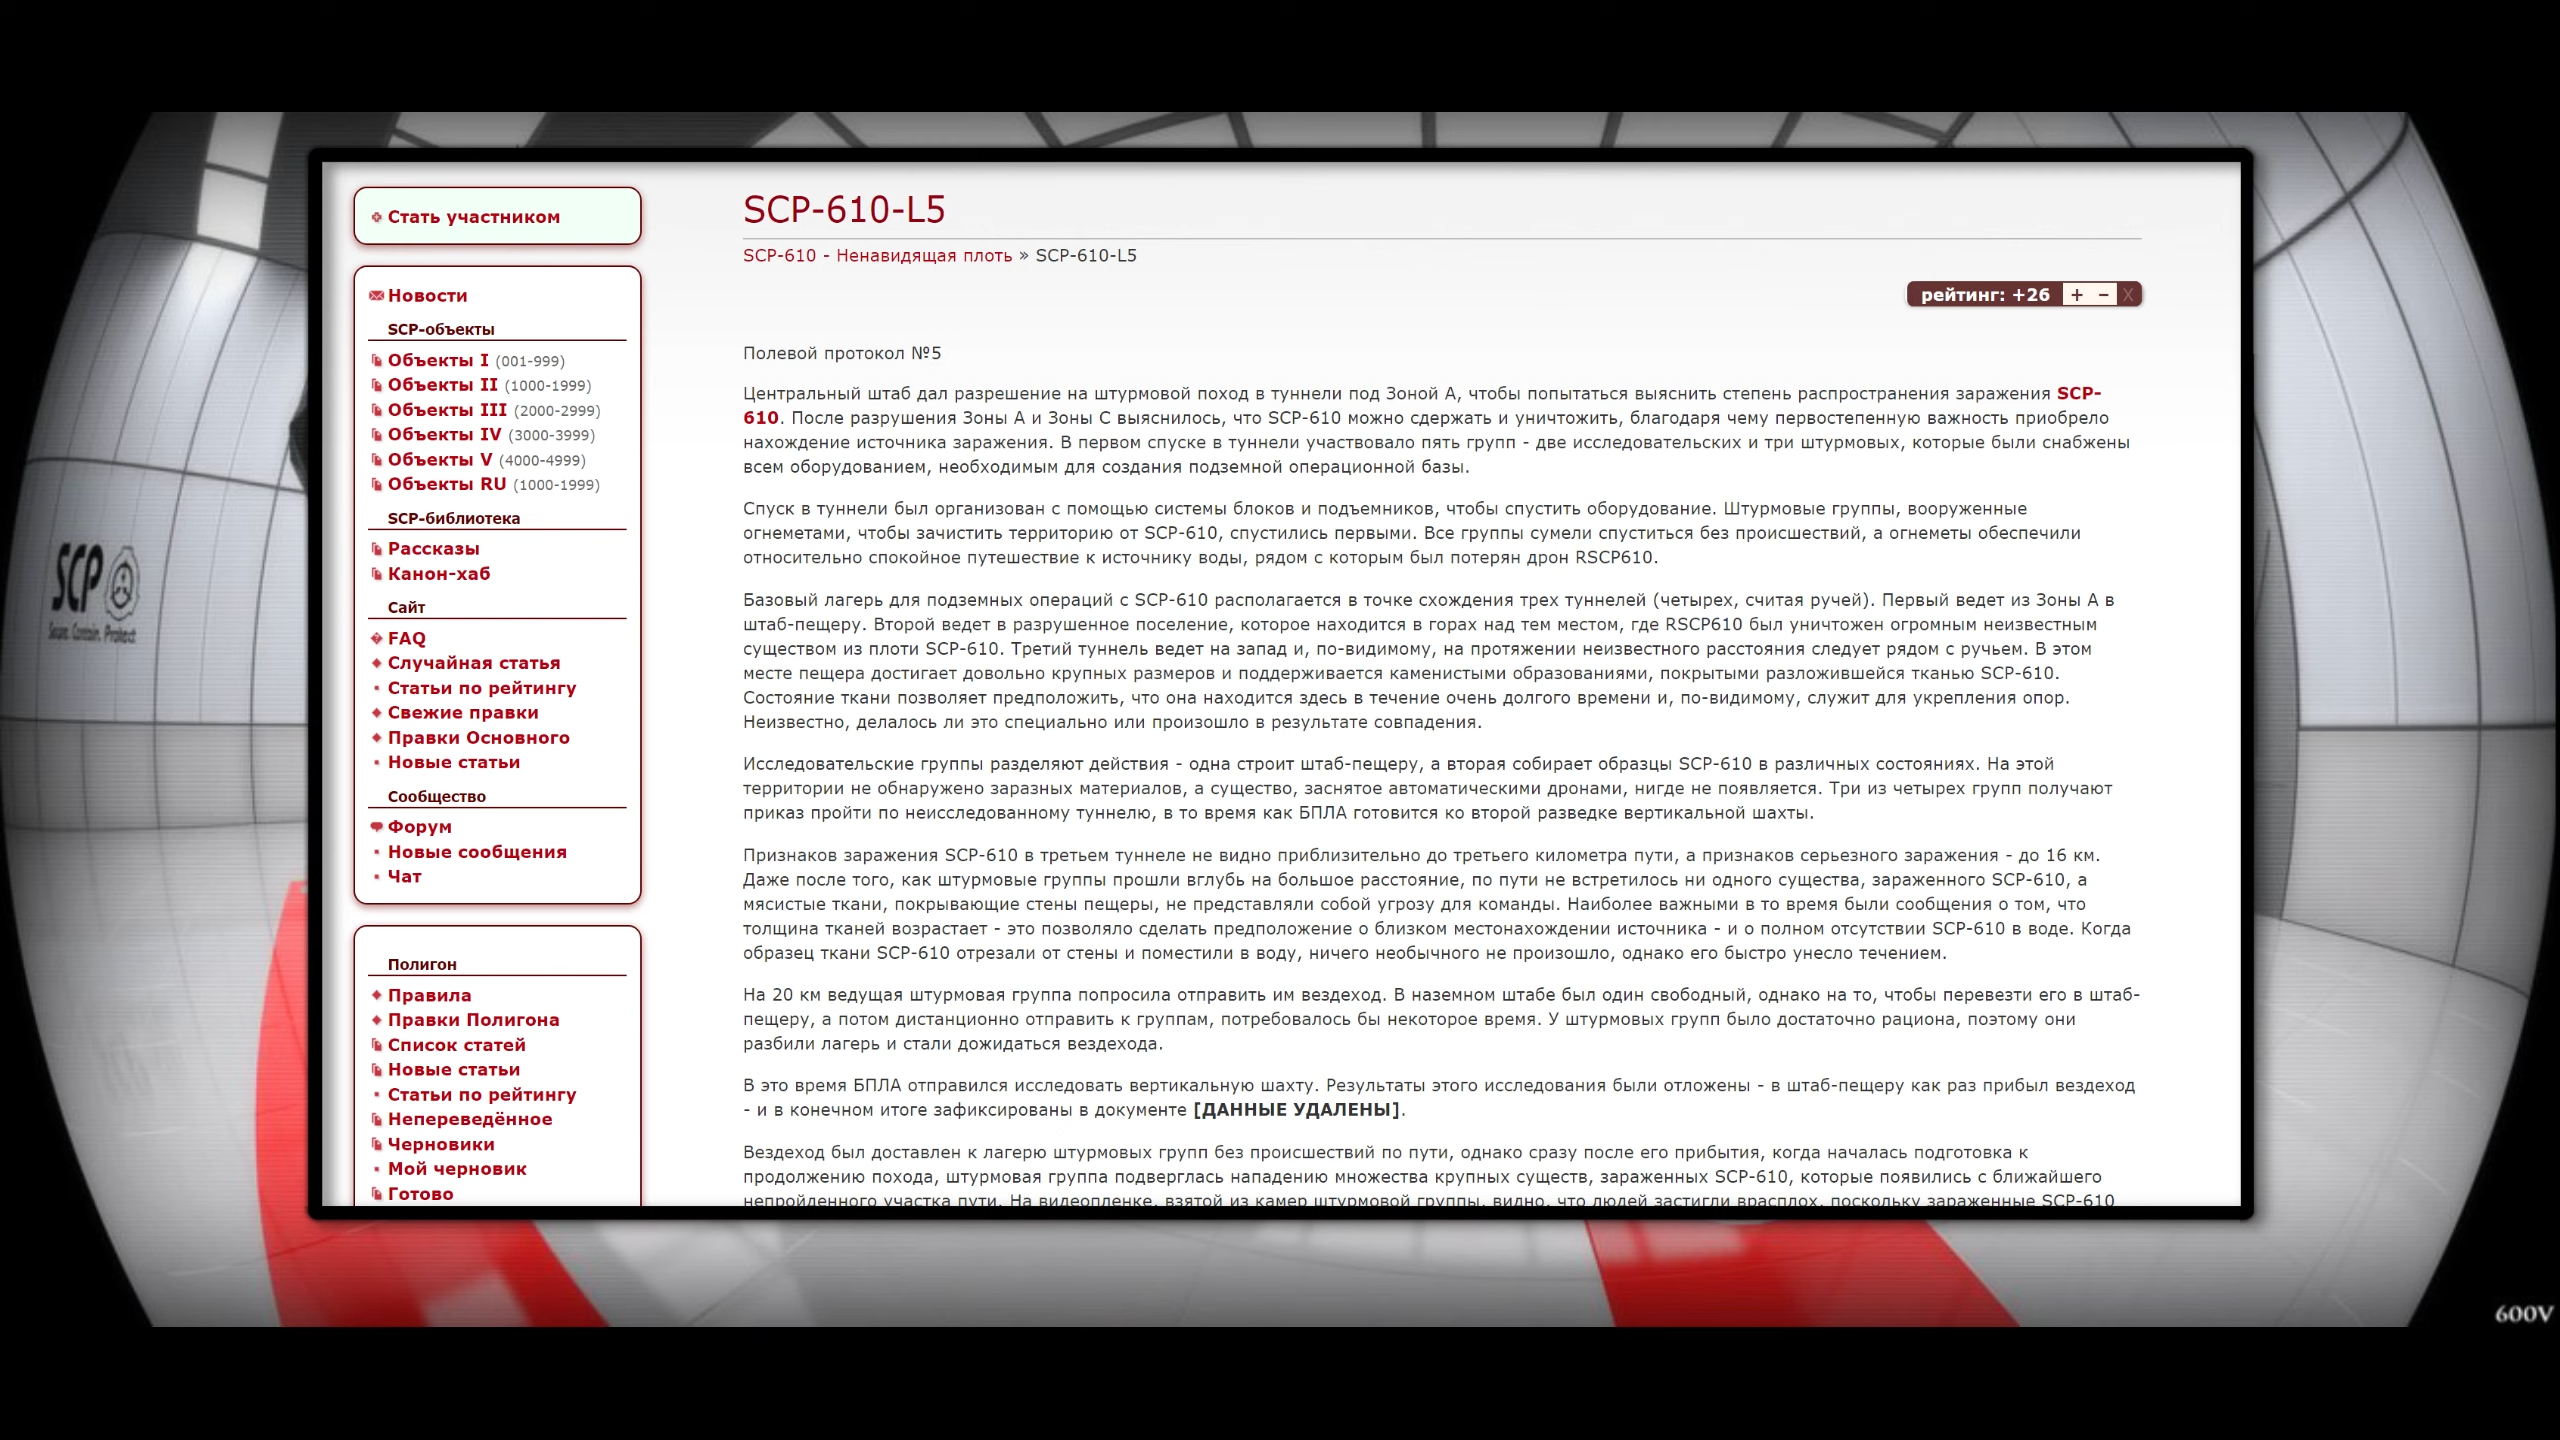 Стать участником
Новости
SCP-объекты
Объекты I (001-999)
Объекты II (1000-1999)
Объекты III (2000-2999)
Объекты IV (3000-3999)
Объекты V (4000-4999)
Объекты RU (1000-1999)
SCP-библиотека
Рассказы
Канон-хаб
Сайт
FAQ
Случайная статья
Статьи по рейтингу
Свежие правки
Правки Основного
Новые статьи
Сообщество
Форум
Новые сообщения
Чат
Полигон
Правила
Правки Полигона
Список статей
Новые статьи
Статьи по рейтингу
Непереведённое
Черновики
Мой черновик
Готово
SCP-610-L5
SCP-610 - Ненавидящая плоть » SCP-610-L5
рейтинг: +26 + – X
Полевой протокол №5
Центральный штаб дал разрешение на штурмовой поход в туннели под Зоной А, чтобы попытаться выяснить степень распространения заражения SCP-
610. После разрушения Зоны А и Зоны С выяснилось, что SCP-610 можно сдержать и уничтожить, благодаря чему первостепенную важность приобрело
нахождение источника заражения. В первом спуске в туннели участвовало пять групп - две исследовательских и три штурмовых, которые были снабжены
всем оборудованием, необходимым для создания подземной операционной базы.
Спуск в туннели был организован с помощью системы блоков и подъемников, чтобы спустить оборудование. Штурмовые группы, вооруженные
огнеметами, чтобы зачистить территорию от SCP-610, спустились первыми. Все группы сумели спуститься без происшествий, а огнеметы обеспечили
относительно спокойное путешествие к источнику воды, рядом с которым был потерян дрон RSCP610.
Базовый лагерь для подземных операций с SCP-610 располагается в точке схождения трех туннелей (четырех, считая ручей). Первый ведет из Зоны А в
штаб-пещеру. Второй ведет в разрушенное поселение, которое находится в горах над тем местом, где RSCP610 был уничтожен огромным неизвестным
существом из плоти SCP-610. Третий туннель ведет на запад и, по-видимому, на протяжении неизвестного расстояния следует рядом с ручьем. В этом
месте пещера достигает довольно крупных размеров и поддерживается каменистыми образованиями, покрытыми разложившейся тканью SCP-610.
Состояние ткани позволяет предположить, что она находится здесь в течение очень долгого времени и, по-видимому, служит для укрепления опор.
Неизвестно, делалось ли это специально или произошло в результате совпадения.
Исследовательские группы разделяют действия - одна строит штаб-пещеру, а вторая собирает образцы SCP-610 в различных состояниях. На этой
территории не обнаружено заразных материалов, а существо, заснятое автоматическими дронами, нигде не появляется. Три из четырех групп получают
приказ пройти по неисследованному туннелю, в то время как БПЛА готовится ко второй разведке вертикальной шахты.
Признаков заражения SCP-610 в третьем туннеле не видно приблизительно до третьего километра пути, а признаков серьезного заражения - до 16 км.
Даже после того, как штурмовые группы прошли вглубь на большое расстояние, по пути не встретилось ни одного существа, зараженного SCP-610, а
мясистые ткани, покрывающие стены пещеры, не представляли собой угрозу для команды. Наиболее важными в то время были сообщения о том, что
толщина тканей возрастает - это позволяло сделать предположение о близком местонахождении источника - и о полном отсутствии SCP-610 в воде. Когда
образец ткани SCP-610 отрезали от стены и поместили в воду, ничего необычного не произошло, однако его быстро унесло течением.
На 20 км ведущая штурмовая группа попросила отправить им вездеход. В наземном штабе был один свободный, однако на то, чтобы перевезти его в штаб-
пещеру, а потом дистанционно отправить к группам, потребовалось бы некоторое время. У штурмовых групп было достаточно рациона, поэтому они
разбили лагерь и стали дожидаться вездехода.
В это время БПЛА отправился исследовать вертикальную шахту. Результаты этого исследования были отложены - в штаб-пещеру как раз прибыл вездеход
- и в конечном итоге зафиксированы в документе [ДАННЫЕ УДАЛЕНЫ].
Вездеход был доставлен к лагерю штурмовых групп без происшествий по пути, однако сразу после его прибытия, когда началась подготовка к
продолжению похода, штурмовая группа подверглась нападению множества крупных существ, зараженных SCP-610, которые появились с ближайшего
непройденного участка пути. На видеопленке, взятой из камер штурмовой группы, видно, что людей застигли врасплох, поскольку зараженные SCP-610
SCP
Secure. Contain. Protect
600V